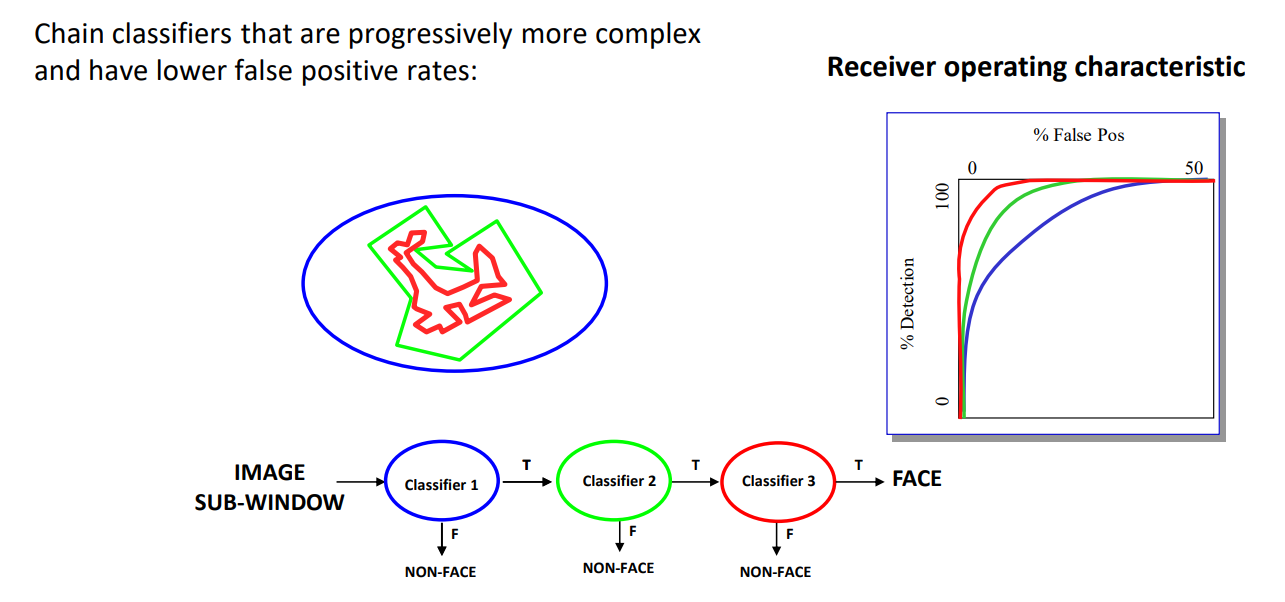 Chain classifiers that are progressively more complex
and have lower false positive rates:
Receiver operating characteristic
% False Pos
0
50
100
% Detection
0
IMAGE
SUB-WINDOW
Classifier 1
T
Classifier 2
T
Classifier 3
T
FACE
F
F
F
NON-FACE
NON-FACE
NON-FACE